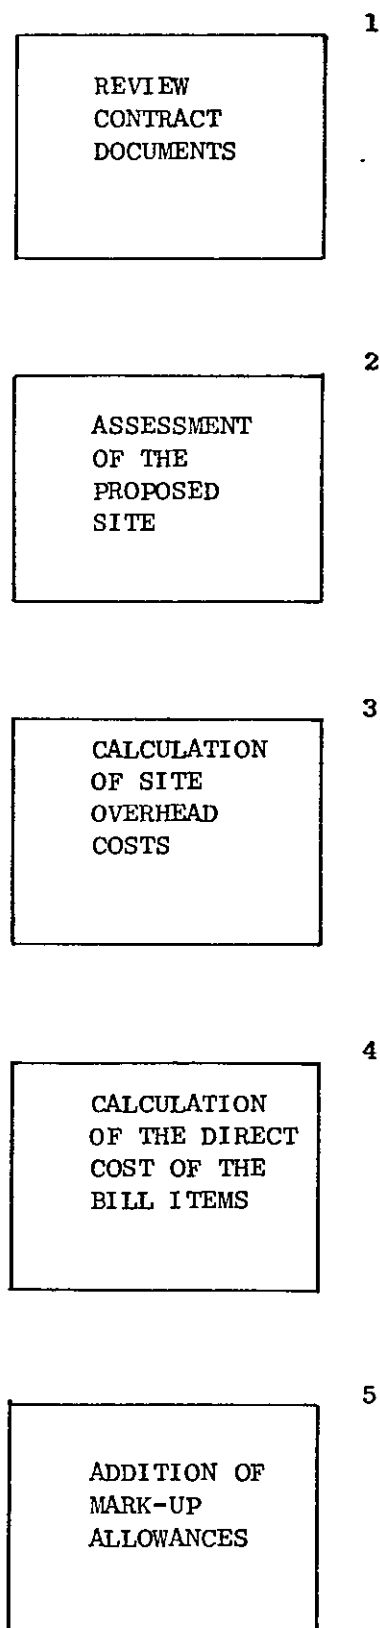 1
REVIEW
CONTRACT
DOCUMENTS
2
ASSESSMENT
OF THE
PROPOSED
SITE
3
CALCULATION
OF SITE
OVERHEAD
COSTS
4
CALCULATION
OF THE DIRECT
COST OF THE
BILL ITEMS
5
ADDITION OF
MARK-UP
ALLOWANCES